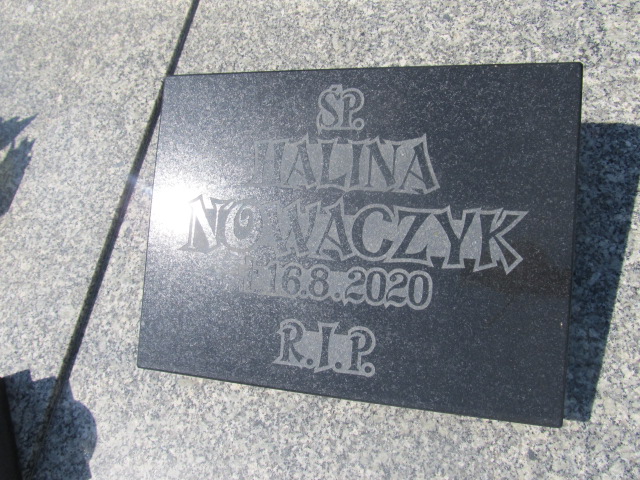 ŚP.
HALINA
NOWACZYK
16.8.2020
R.I.P.